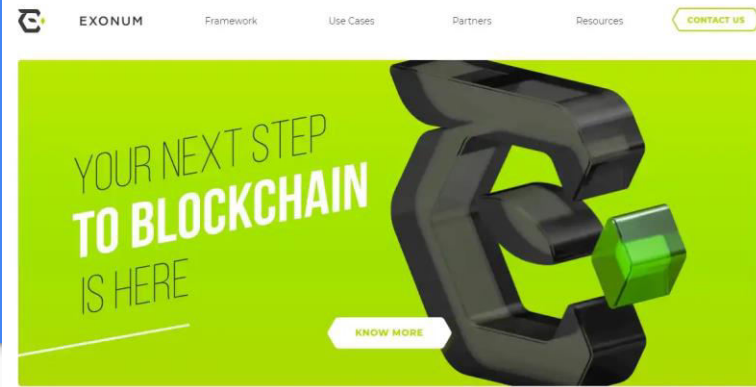 EXONUM
Framework
Use Cases
Partners
Resources
CONTACT US
YOUR NEXT STEP
TO BLOCKCHAIN
IS HERE
KNOW MORE